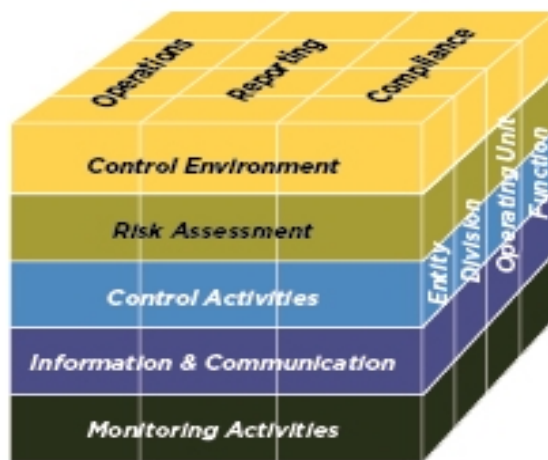 Operations
Reporting
Compliance
Control Environment
Risk Assessment
Control Activities
Information & Communication
Monitoring Activities
Entity
Division
Operating Unit
Function